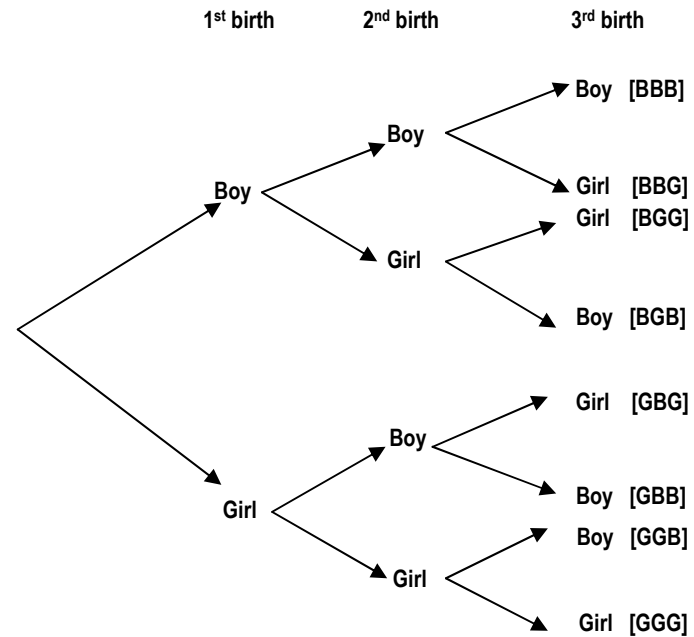 1st birth 2nd birth 3rd birth
Boy [BBB]
Boy
Girl [BBG]
Boy
Girl [BGG]
Girl
Boy [BGB]
Girl [GBG]
Boy
Boy [GBB]
Girl
Boy [GGB]
Girl
Girl [GGG]